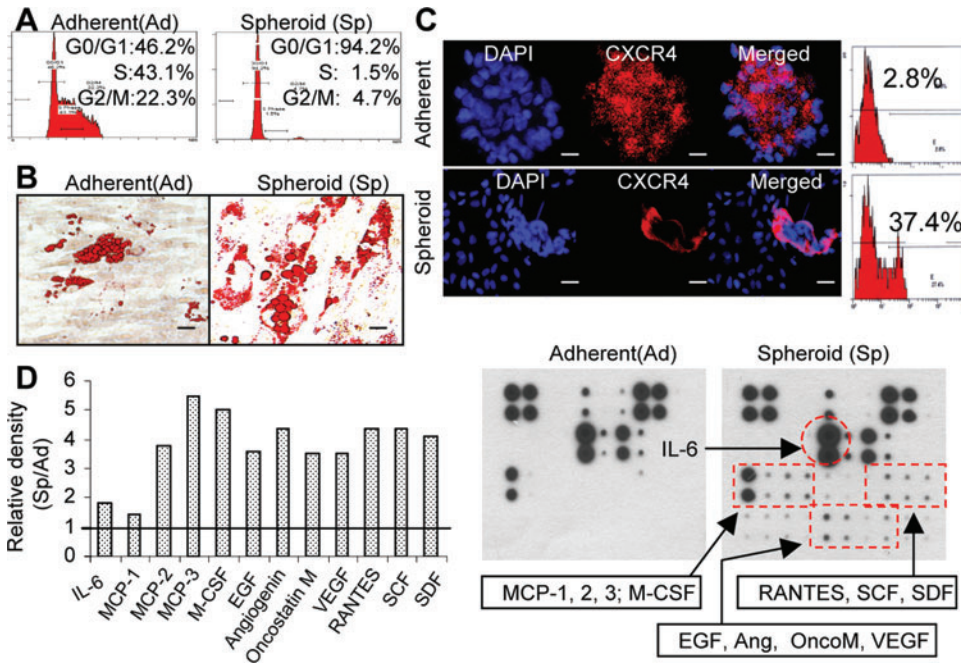 A
Adherent(Ad)
G0/G1:46.2%
S:43.1%
G2/M:22.3%
Spheroid (Sp)
G0/G1:94.2%
S: 1.5%
G2/M: 4.7%
B
Adherent(Ad)
Spheroid (Sp)
C
Adherent
DAPI
CXCR4
Merged
2.8%
Spheroid
DAPI
CXCR4
Merged
37.4%
D
Relative density
(Sp/Ad)
6
5
4
3
2
1
0
IL-6
MCP-1
MCP-2
MCP-3
M-CSF
EGF
Angiogenin
Oncostatin M
VEGF
RANTES
SCF
SDF
Adherent(Ad)
Spheroid (Sp)
IL-6
MCP-1, 2, 3; M-CSF
RANTES, SCF, SDF
EGF, Ang, OncoM, VEGF